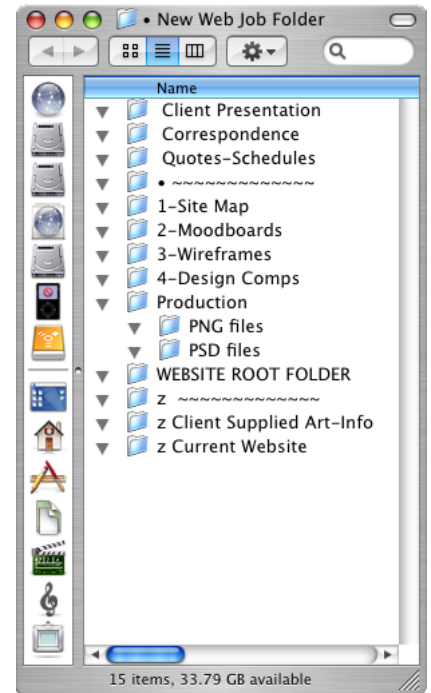 • New Web Job Folder
Name
Client Presentation
Correspondence
Quotes-Schedules
• ~~~~~~~~~~~~~
1-Site Map
2-Moodboards
3-Wireframes
4-Design Comps
Production
PNG files
PSD files
WEBSITE ROOT FOLDER
z ~~~~~~~~~~~~~
z Client Supplied Art-Info
z Current Website
15 items, 33.79 GB available